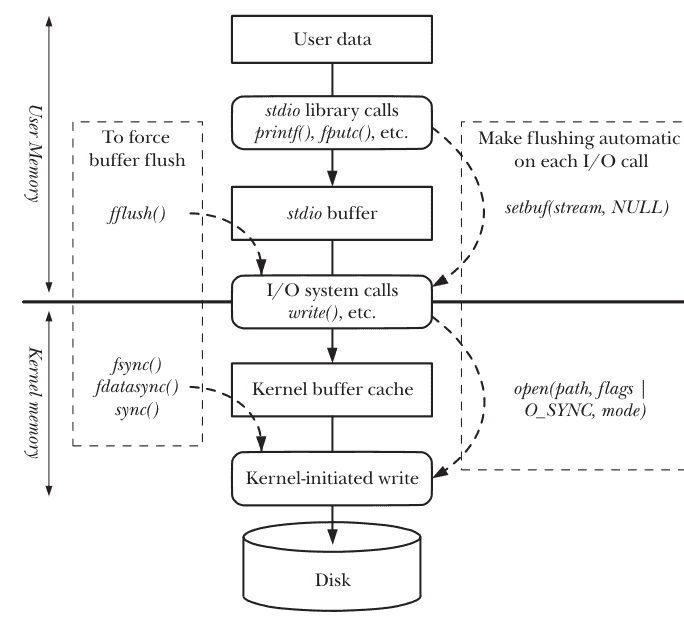 User data
stdio library calls
printf(), fputc(), etc.
User Memory
To force
buffer flush
Make flushing automatic
on each I/O call
fflush()
stdio buffer
setbuf(stream, NULL)
I/O system calls
write(), etc.
Kernel memory
fsync()
fdatasync()
sync()
Kernel buffer cache
open(path, flags |
O_SYNC, mode)
Kernel-initiated write
Disk